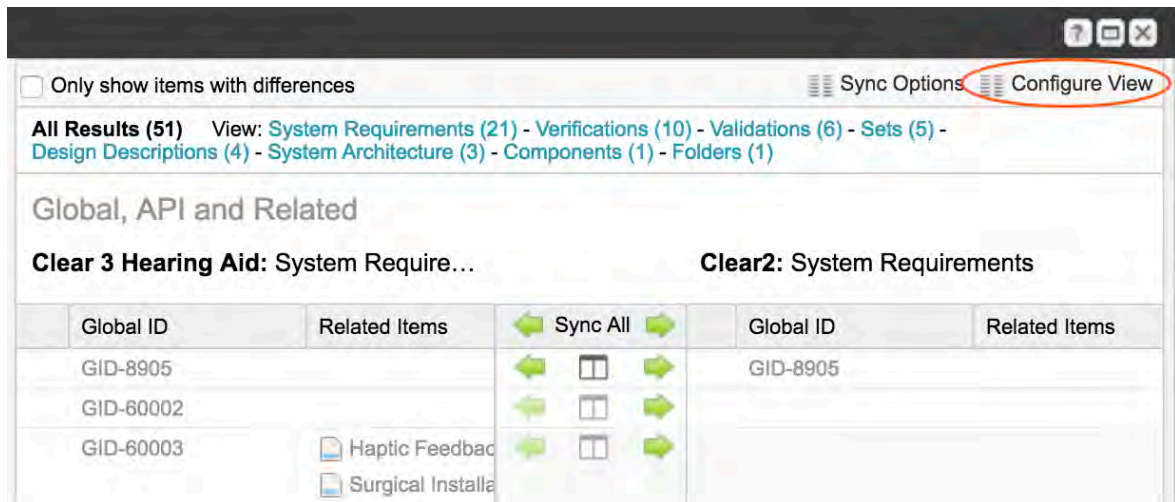 ?
Only show items with differences Sync Options Configure View
All Results (51) View: System Requirements (21) - Verifications (10) - Validations (6) - Sets (5) -
Design Descriptions (4) - System Architecture (3) - Components (1) - Folders (1)
Global, API and Related
Clear 3 Hearing Aid: System Require... Clear2: System Requirements
Global ID Related Items Sync All Global ID Related Items
GID-8905 GID-8905
GID-60002
GID-60003 Haptic Feedbac
Surgical Installa